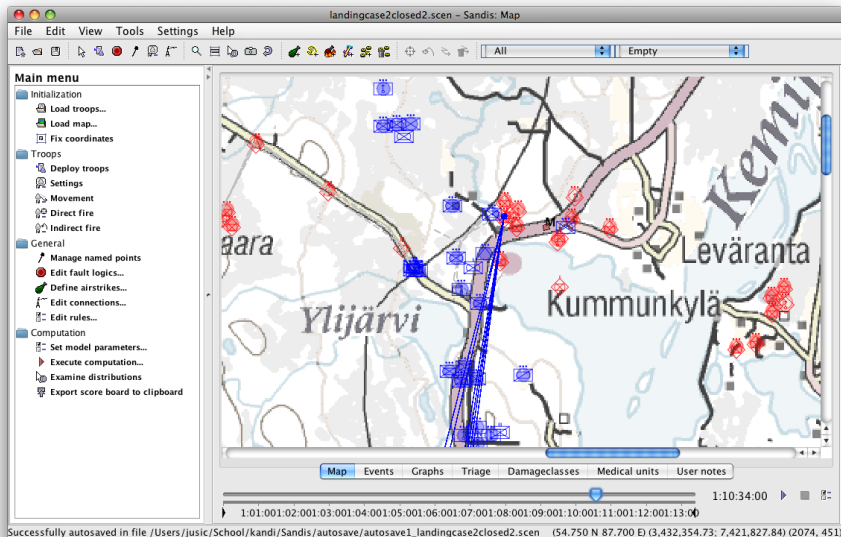 landingcase2closed2.scen - Sandis: Map
File Edit View Tools Settings Help
All Empty
Main menu
Initialization
Load troops...
Load map...
Fix coordinates
Troops
Deploy troops
Settings
Movement
Direct fire
Indirect fire
General
Manage named points
Edit fault logics...
Define airstrikes...
Edit connections...
Edit rules...
Computation
Set model parameters...
Execute computation...
Examine distributions
Export score board to clipboard
Kemi
aara
M
Leväranta
Kummunkylä
Ylijärvi
Map Events Graphs Triage Damageclasses Medical units User notes
1:10:34:00
1:01:001:02:001:03:001:04:001:05:001:06:001:07:001:08:001:09:001:10:001:11:001:12:001:13:00
Successfully autosaved in file /Users/jusic/School/kandi/Sandis/autosave/autosave1_landingcase2closed2.scen (54.750 N 87.700 E) (3,432,354.73; 7,421,827.84) (2074, 451)